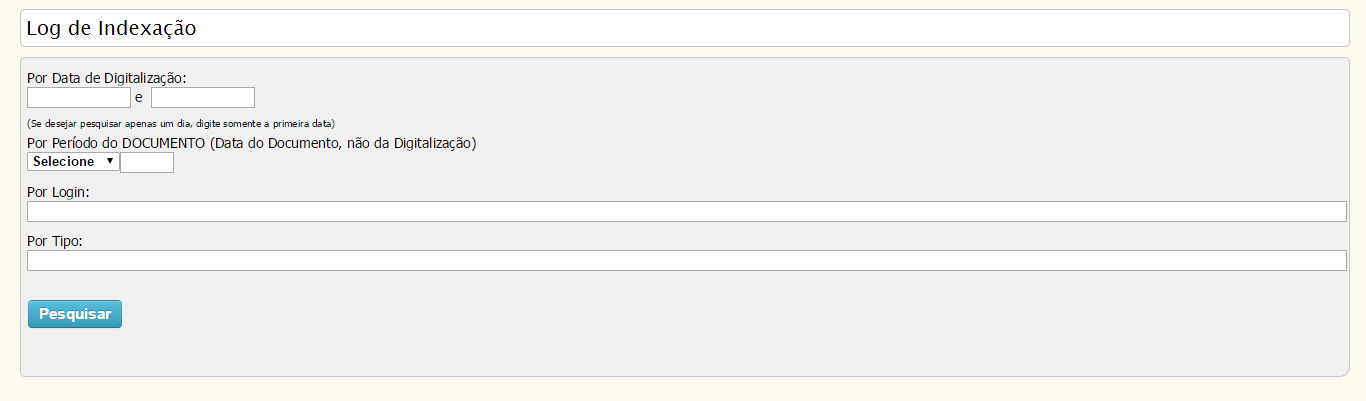 Log de Indexação
Por Data de Digitalização:
e
(Se desejar pesquisar apenas um dia, digite somente a primeira data)
Por Período do DOCUMENTO (Data do Documento, não da Digitalização)
Selecione
Por Login:
Por Tipo:
Pesquisar